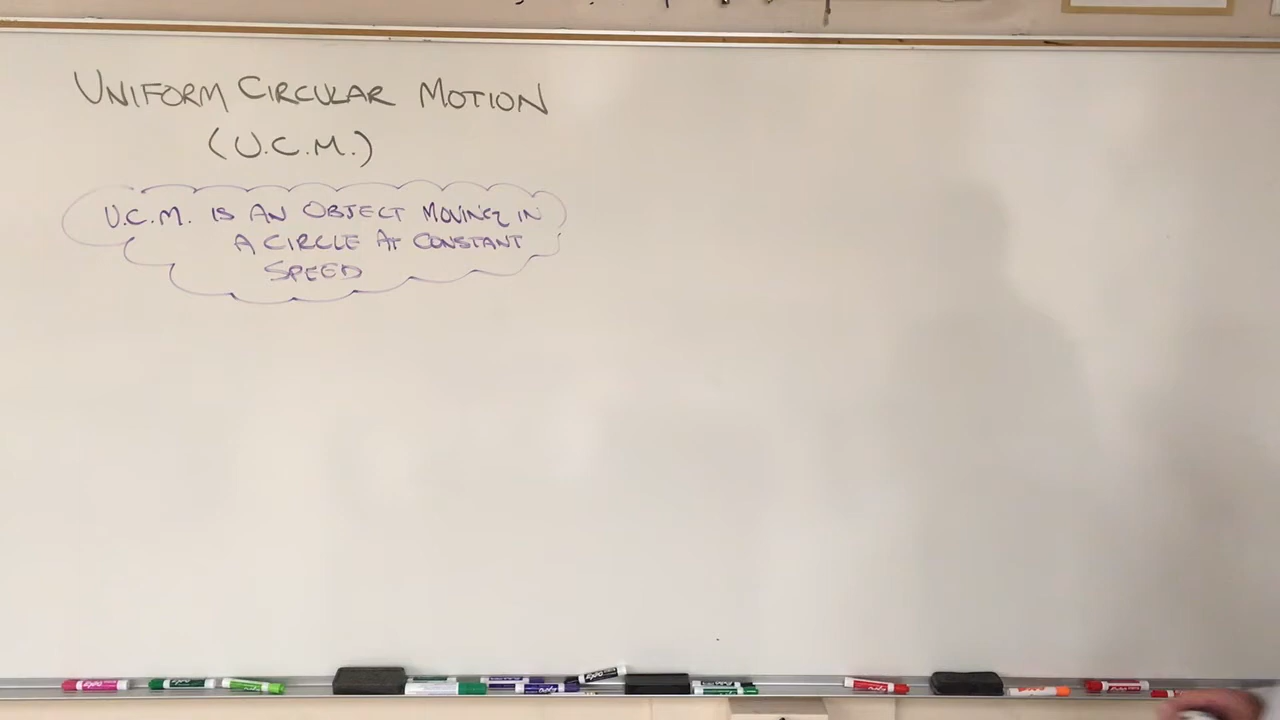 UNIFORM CIRCULAR MOTION
(U.C.M.)
U.C.M. IS AN OBJECT MOVING IN
A CIRCLE AT CONSTANT
SPEED